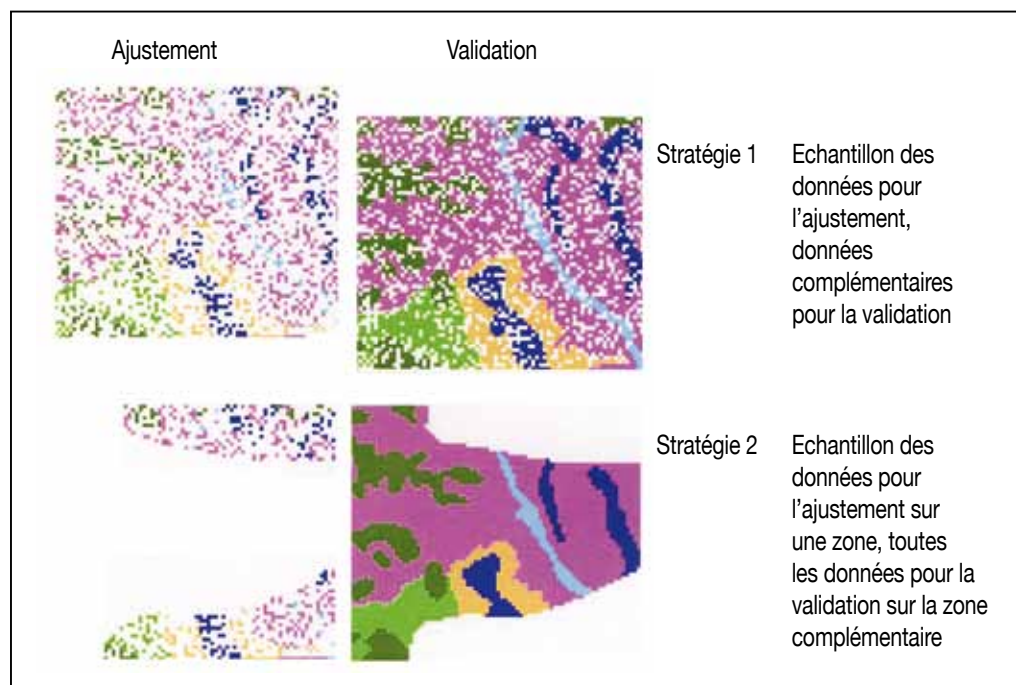 Ajustement
Validation
Stratégie 1
Echantillon des
données pour
l'ajustement,
données
complémentaires
pour la validation
Stratégie 2
Echantillon des
données pour
l'ajustement sur
une zone, toutes
les données pour la
validation sur la zone
complémentaire